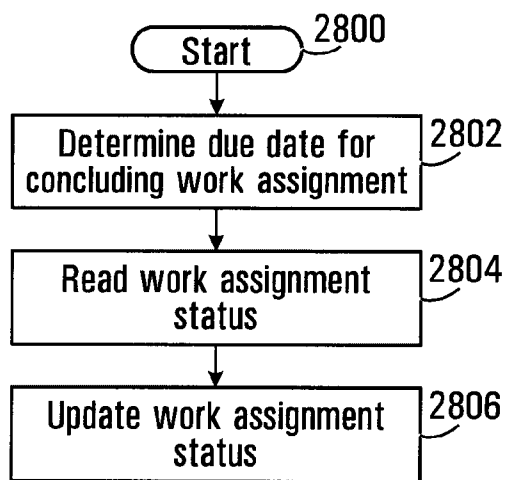 Start 2800
Determine due date for 2802
concluding work assignment
Read work assignment 2804
status
Update work assignment 2806
status